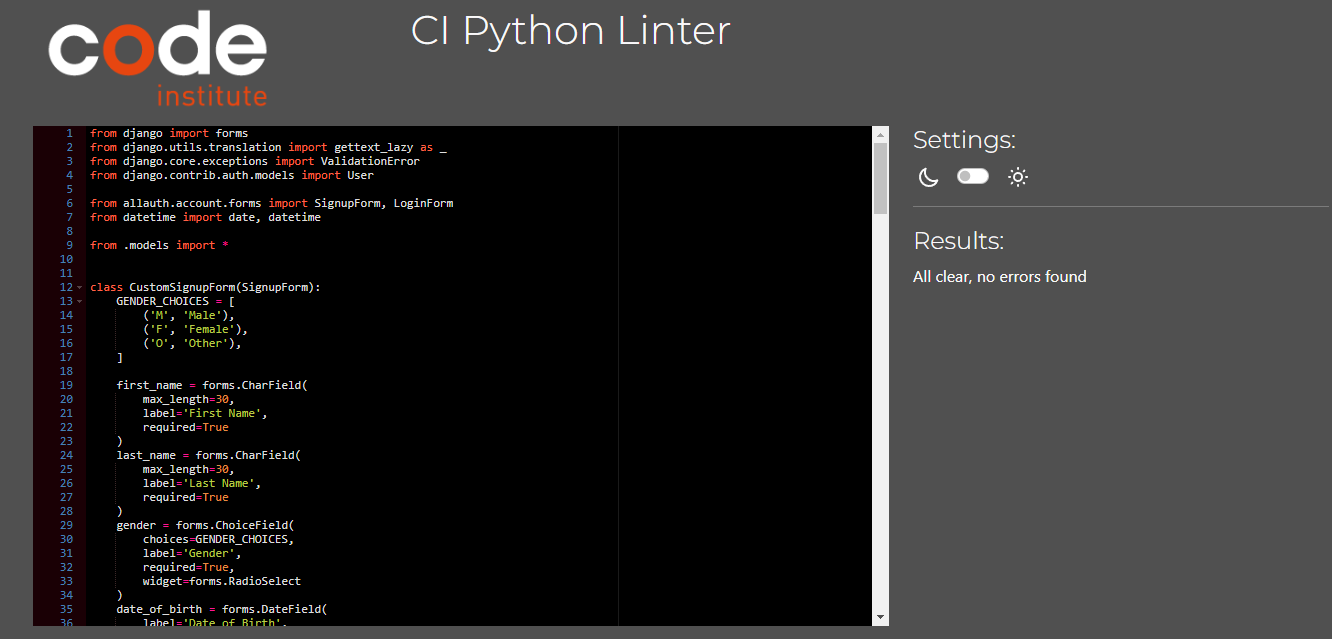 code
institute
CI Python Linter
1 from django import forms
2 from django.utils.translation import gettext_lazy as _
3 from django.core.exceptions import ValidationError
4 from django.contrib.auth.models import User
5
6 from allauth.account.forms import SignupForm, LoginForm
7 from datetime import date, datetime
8
9 from .models import *
10
11
12 class CustomSignupForm(SignupForm):
13     GENDER_CHOICES = [
14         ('M', 'Male'),
15         ('F', 'Female'),
16         ('O', 'Other'),
17     ]
18
19     first_name = forms.CharField(
20         max_length=30,
21         label='First Name',
22         required=True
23     )
24     last_name = forms.CharField(
25         max_length=30,
26         label='Last Name',
27         required=True
28     )
29     gender = forms.ChoiceField(
30         choices=GENDER_CHOICES,
31         label='Gender',
32         required=True,
33         widget=forms.RadioSelect
34     )
35     date_of_birth = forms.DateField(
36         label='Date of Birth',
Settings:
Results:
All clear, no errors found